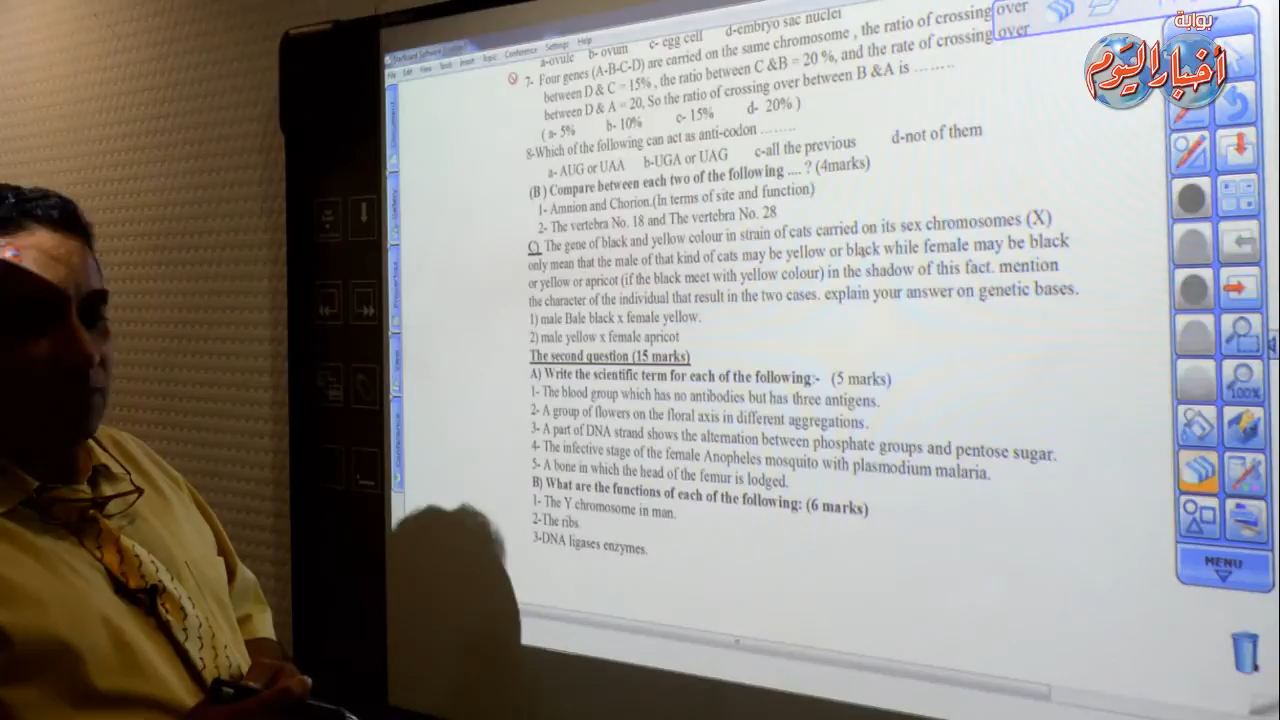 بوابة
أخبار اليوم
File Edit View Tools Insert Topic Conference Settings Help
a-ovule b- ovum c- egg cell d-embryo sac nuclei
7- Four genes (A-B-C-D) are carried on the same chromosome , the ratio of crossing over
between D & C = 15% , the ratio between C &B = 20 %, and the rate of crossing over
between D & A = 20, So the ratio of crossing over between B &A is ........
( a- 5% b- 10% c- 15% d- 20% )
8-Which of the following can act as anti-codon ........
a- AUG or UAA b-UGA or UAG c-all the previous d-not of them
(B ) Compare between each two of the following .... ? (4marks)
1- Amnion and Chorion.(In terms of site and function)
2- The vertebra No. 18 and The vertebra No. 28
C) The gene of black and yellow colour in strain of cats carried on its sex chromosomes (X)
only mean that the male of that kind of cats may be yellow or black while female may be black
or yellow or apricot (if the black meet with yellow colour) in the shadow of this fact. mention
the character of the individual that result in the two cases. explain your answer on genetic bases.
1) male Bale black x female yellow.
2) male yellow x female apricot
The second question (15 marks)
A) Write the scientific term for each of the following:- (5 marks)
1- The blood group which has no antibodies but has three antigens.
2- A group of flowers on the floral axis in different aggregations.
3- A part of DNA strand shows the alternation between phosphate groups and pentose sugar.
4- The infective stage of the female Anopheles mosquito with plasmodium malaria.
5- A bone in which the head of the femur is lodged.
B) What are the functions of each of the following: (6 marks)
1- The Y chromosome in man.
2-The ribs
3-DNA ligases enzymes.
100%
MENU